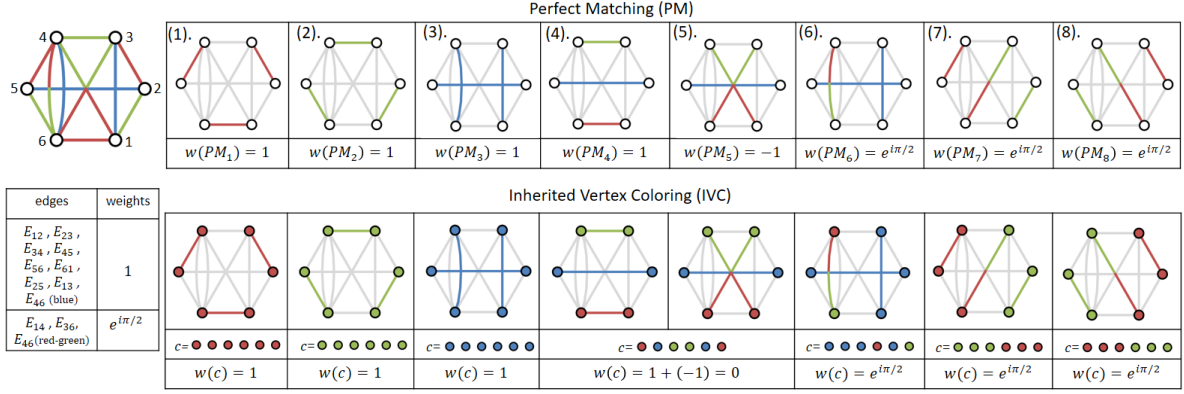 Perfect Matching (PM)
4 3
5 2
6 1
(1). (2). (3). (4). (5). (6). (7). (8).
w(PM₁) = 1 w(PM₂) = 1 w(PM₃) = 1 w(PM₄) = 1 w(PM₅) = −1 w(PM₆) = e^{iπ/2} w(PM₇) = e^{iπ/2} w(PM₈) = e^{iπ/2}
edges weights
E₁₂ , E₂₃ ,
E₃₄ , E₄₅ ,
E₅₆ , E₆₁ ,
E₂₅ , E₁₃ ,
E₄₆ (blue)
1
E₁₄ , E₃₆,
E₄₆(red-green)
e^{iπ/2}
Inherited Vertex Coloring (IVC)
c= c= c= c= c= c= c=
w(c) = 1 w(c) = 1 w(c) = 1 w(c) = 1 + (−1) = 0 w(c) = e^{iπ/2} w(c) = e^{iπ/2} w(c) = e^{iπ/2}